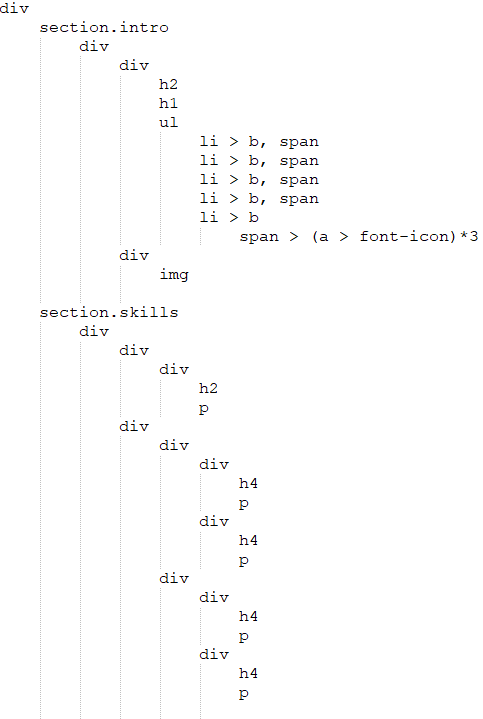 div
    section.intro
        div
            div
                h2
                h1
                ul
                    li > b, span
                    li > b, span
                    li > b, span
                    li > b, span
                    li > b
                        span > (a > font-icon)*3
            div
                img
    section.skills
        div
            div
                div
                    h2
                    p
            div
                div
                    div
                        h4
                        p
                    div
                        h4
                        p
                div
                    div
                        h4
                        p
                    div
                        h4
                        p